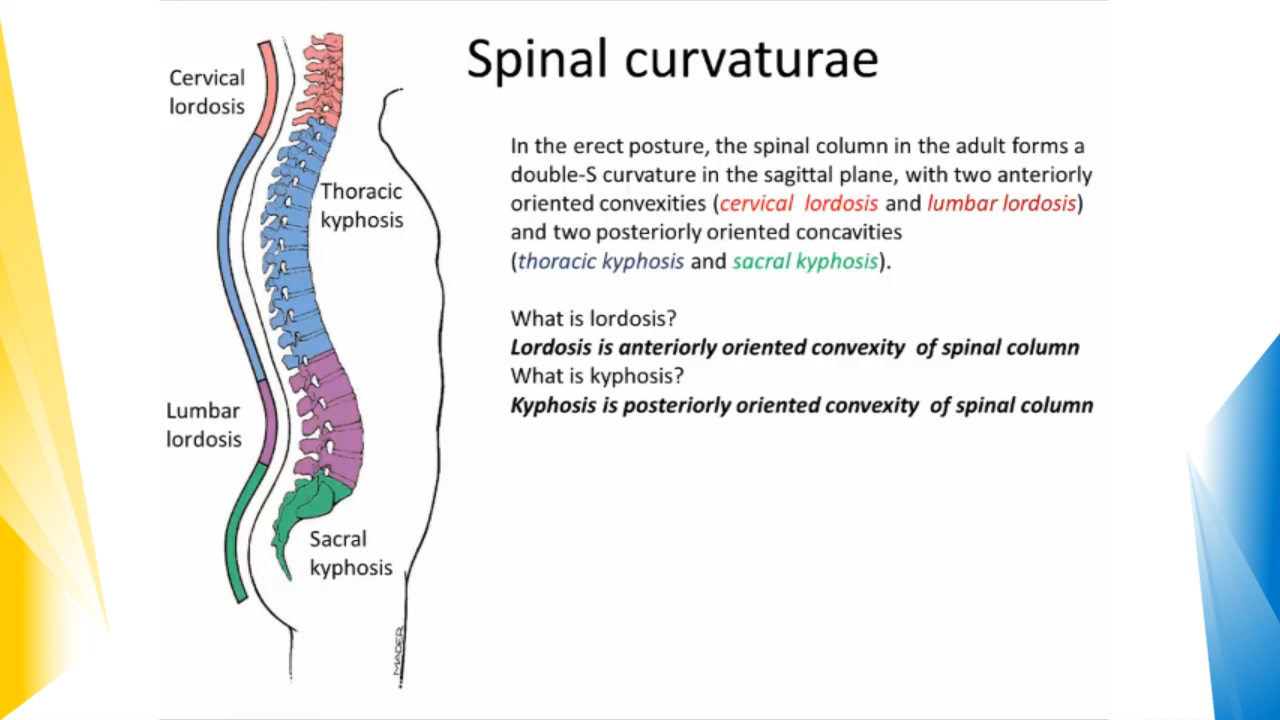 Spinal curvaturae
Cervical
lordosis
Thoracic
kyphosis
Lumbar
lordosis
Sacral
kyphosis
MADER
In the erect posture, the spinal column in the adult forms a
double-S curvature in the sagittal plane, with two anteriorly
oriented convexities (cervical lordosis and lumbar lordosis)
and two posteriorly oriented concavities
(thoracic kyphosis and sacral kyphosis).
What is lordosis?
Lordosis is anteriorly oriented convexity of spinal column
What is kyphosis?
Kyphosis is posteriorly oriented convexity of spinal column